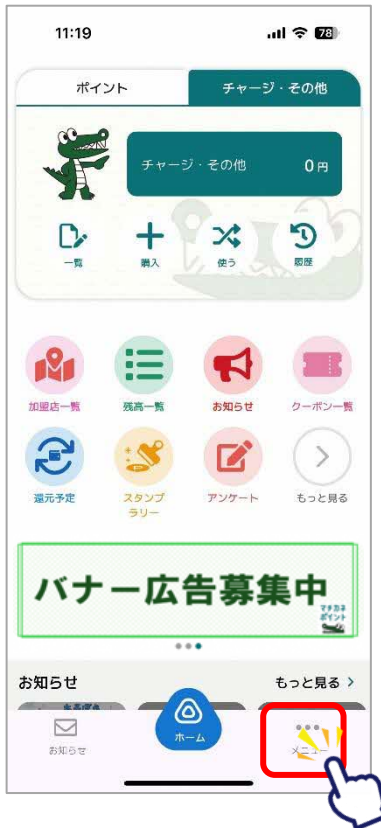 11:19
78
ポイント
チャージ・その他
チャージ・その他 0 円
一覧
購入
使う
履歴
加盟店一覧
残高一覧
お知らせ
クーポン一覧
還元予定
スタンプ
ラリー
アンケート
もっと見る
バナー広告募集中
マチカネ
ポイント
お知らせ
もっと見る
お知らせ
ホーム
メニュー